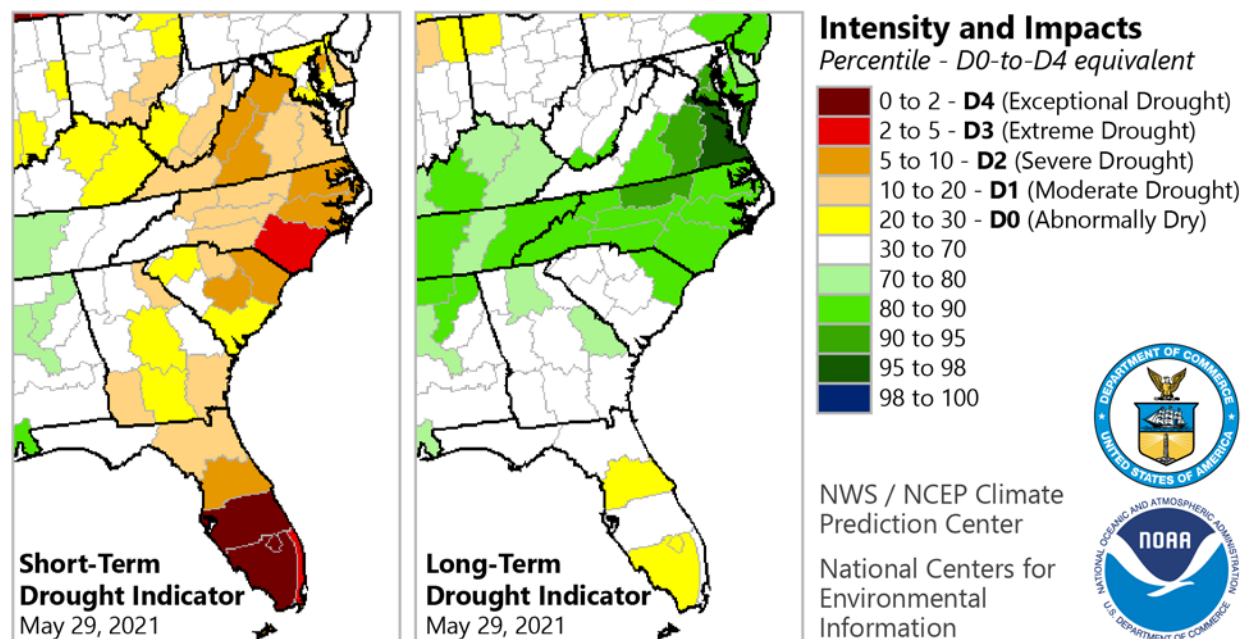 Short-Term
Drought Indicator
May 29, 2021
Long-Term
Drought Indicator
May 29, 2021
Intensity and Impacts
Percentile - D0-to-D4 equivalent
0 to 2 - D4 (Exceptional Drought)
2 to 5 - D3 (Extreme Drought)
5 to 10 - D2 (Severe Drought)
10 to 20 - D1 (Moderate Drought)
20 to 30 - D0 (Abnormally Dry)
30 to 70
70 to 80
80 to 90
90 to 95
95 to 98
98 to 100
NWS / NCEP Climate
Prediction Center
National Centers for
Environmental
Information
DEPARTMENT OF COMMERCE
UNITED STATES OF AMERICA
NATIONAL OCEANIC AND ATMOSPHERIC ADMINISTRATION
NOAA
U.S. DEPARTMENT OF COMMERCE